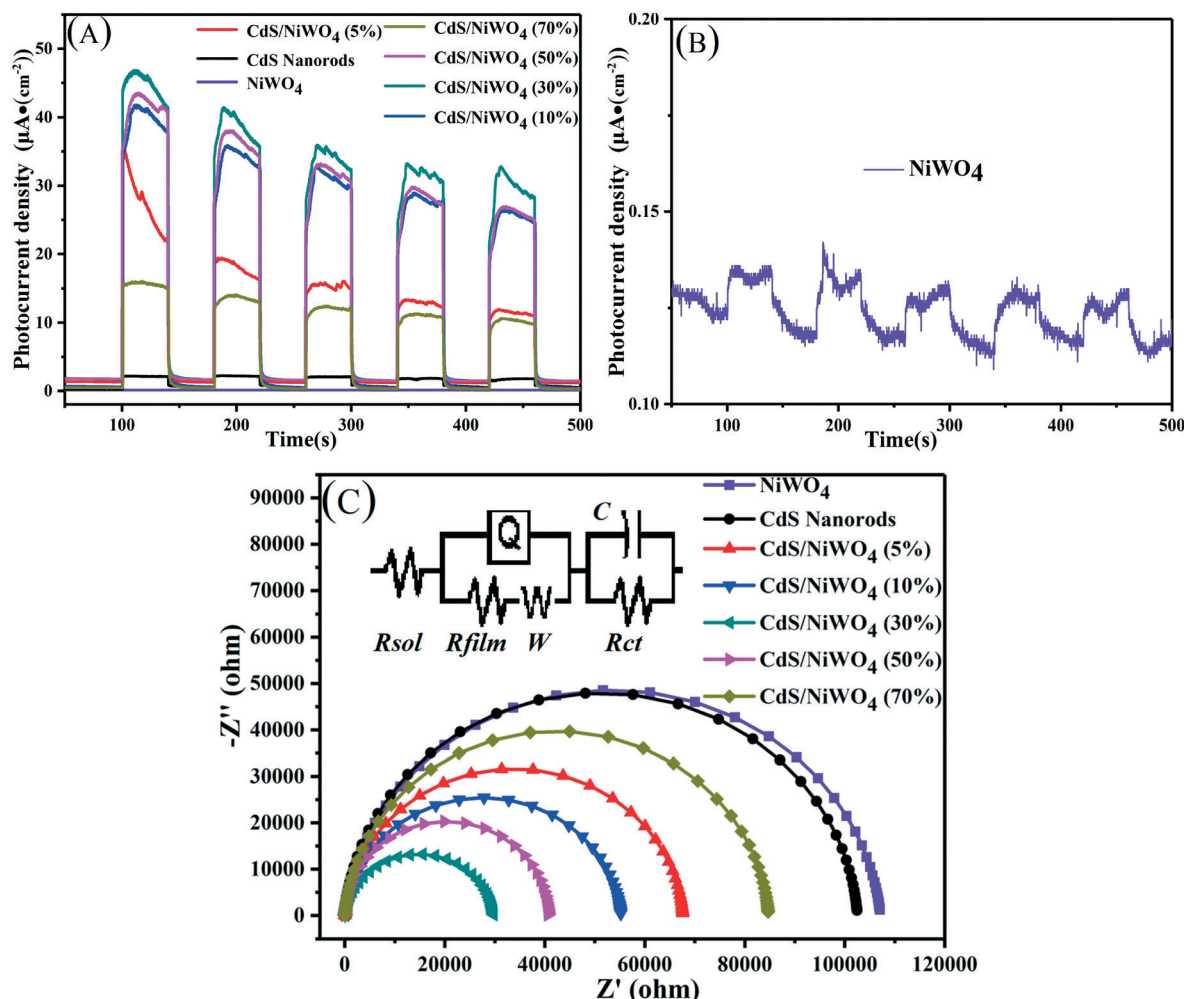 (A)
CdS/NiWO4 (5%)
CdS Nanorods
NiWO4
CdS/NiWO4 (70%)
CdS/NiWO4 (50%)
CdS/NiWO4 (30%)
CdS/NiWO4 (10%)
Photocurrent density (μA•(cm-2)
50
40
30
20
10
0
100 200 300 400 500
Time(s)
(B)
NiWO4
Photocurrent density (μA•(cm-2)
0.20
0.15
0.10
100 200 300 400 500
Time(s)
(C)
NiWO4
CdS Nanorods
CdS/NiWO4 (5%)
CdS/NiWO4 (10%)
CdS/NiWO4 (30%)
CdS/NiWO4 (50%)
CdS/NiWO4 (70%)
Q
C
Rsol Rfilm W Rct
-Z'' (ohm)
90000
80000
70000
60000
50000
40000
30000
20000
10000
0
0 20000 40000 60000 80000 100000 120000
Z' (ohm)